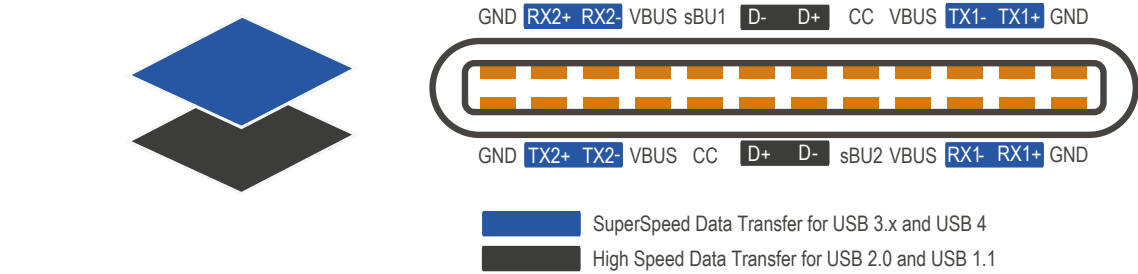 GND RX2+ RX2- VBUS sBU1 D- D+ CC VBUS TX1- TX1+ GND
GND TX2+ TX2- VBUS CC D+ D- sBU2 VBUS RX1- RX1+ GND
SuperSpeed Data Transfer for USB 3.x and USB 4
High Speed Data Transfer for USB 2.0 and USB 1.1